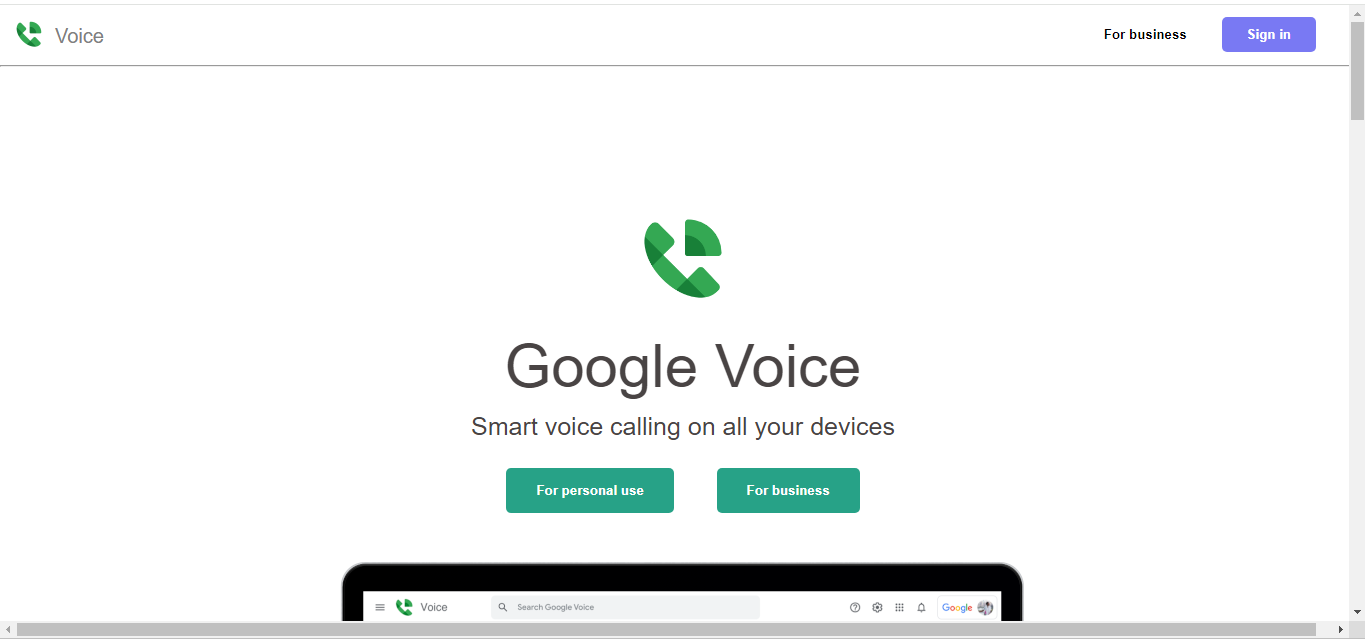 Voice
For business
Sign in
Google Voice
Smart voice calling on all your devices
For personal use
For business
Voice
Search Google Voice
Google